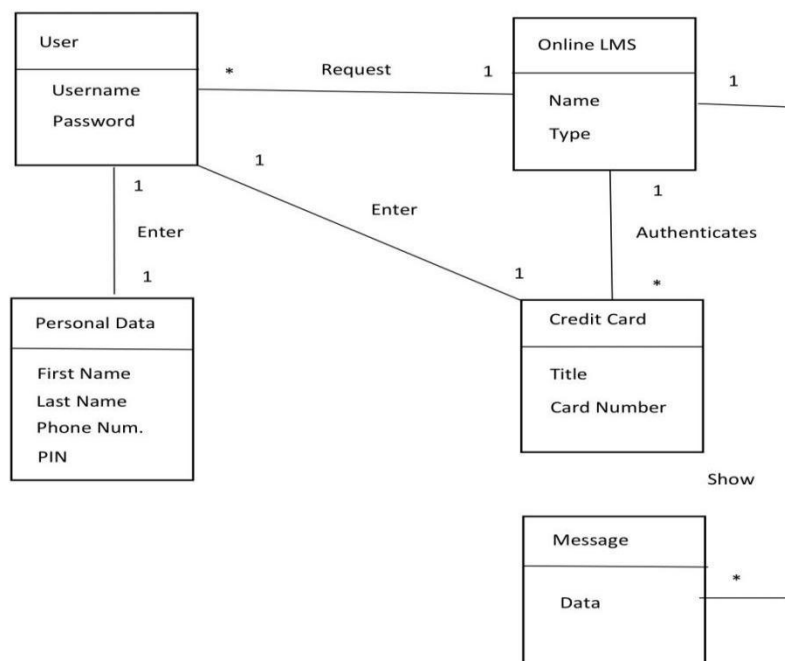 User
Username
Password
* Request 1
Online LMS
Name
Type
1
1
Enter
1
1
Enter
1
1
Authenticates
*
Personal Data
First Name
Last Name
Phone Num.
PIN
Credit Card
Title
Card Number
Show
Message
Data
*